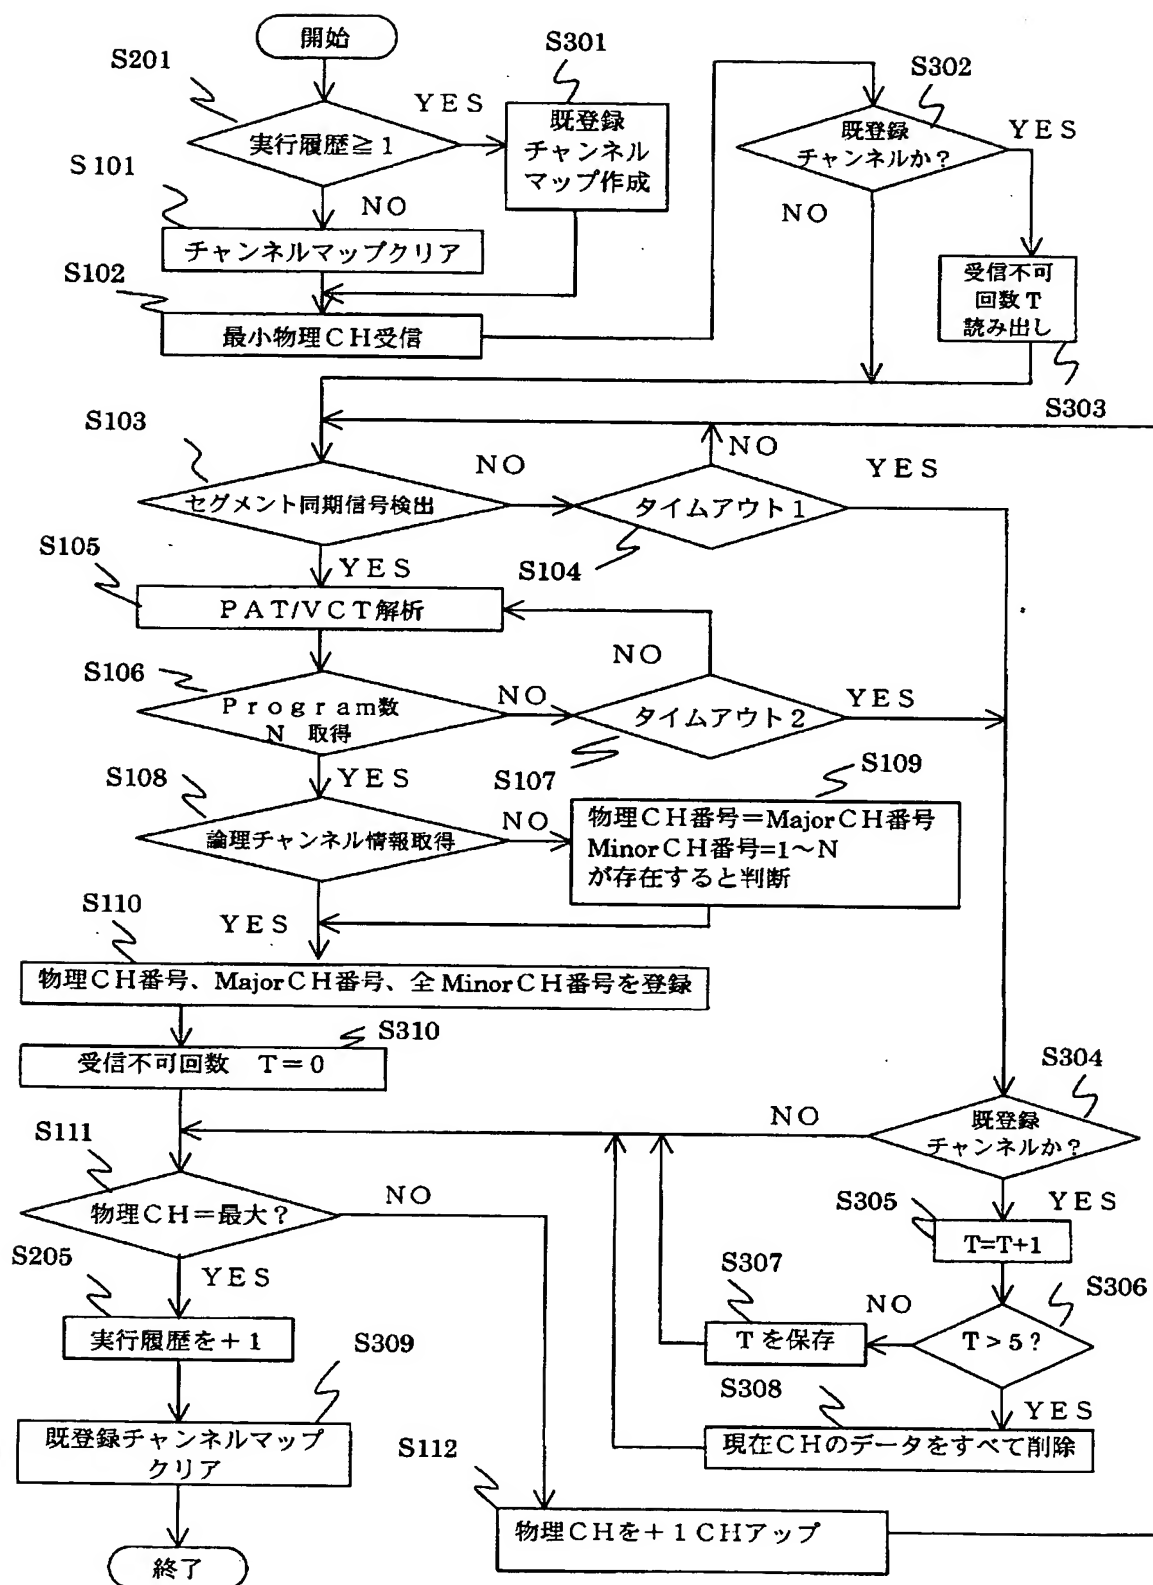 開始
S201
実行履歴≧1
YES
S301
既登録
チャンネル
マップ作成
S302
既登録
チャンネルか?
YES
NO
S101
NO
チャンネルマップクリア
S102
最小物理CH受信
受信不可
回数T
読み出し
S303
S103
セグメント同期信号検出
NO
NO
タイムアウト1
YES
S104
YES
S105
PAT/VCT解析
NO
S106
Program数
N 取得
NO
タイムアウト2
YES
S107
YES
S108
論理チャンネル情報取得
NO
S109
物理CH番号=MajorCH番号
MinorCH番号=1~N
が存在すると判断
YES
S110
物理CH番号、MajorCH番号、全MinorCH番号を登録
S310
受信不可回数 T=0
S304
既登録
チャンネルか?
NO
YES
S111
物理CH=最大?
NO
YES
S305
T=T+1
S306
T>5?
NO
S307
Tを保存
YES
S308
現在CHのデータをすべて削除
S205
実行履歴を+1
S309
既登録チャンネルマップ
クリア
S112
物理CHを+1CHアップ
終了